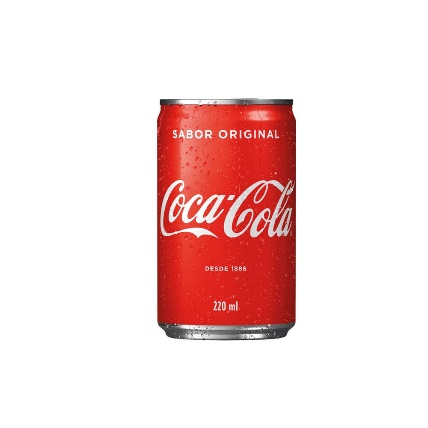 SABOR ORIGINAL
Coca-Cola
DESDE 1886
220 ml